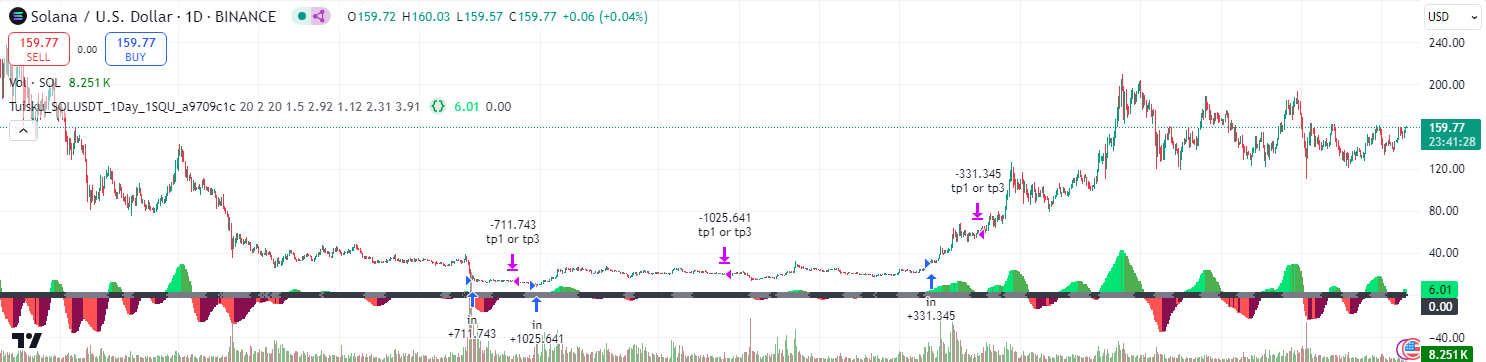 Solana / U.S. Dollar · 1D · BINANCE O159.72 H160.03 L159.57 C159.77 +0.06 (+0.04%)
USD
159.77 SELL
0.00
159.77 BUY
Vol · SOL 8.251 K
Tuisku_SOLUSDT_1Day_1SQU_a9709c1c 20 2 20 1.5 2.92 1.12 2.31 3.91 {} 6.01 0.00
240.00
200.00
159.77
23:41:28
120.00
80.00
40.00
6.01
0.00
−40.00
8.251 K
-711.743
tp1 or tp3
-1025.641
tp1 or tp3
-331.345
tp1 or tp3
in
+711.743
in
+1025.641
in
+331.345